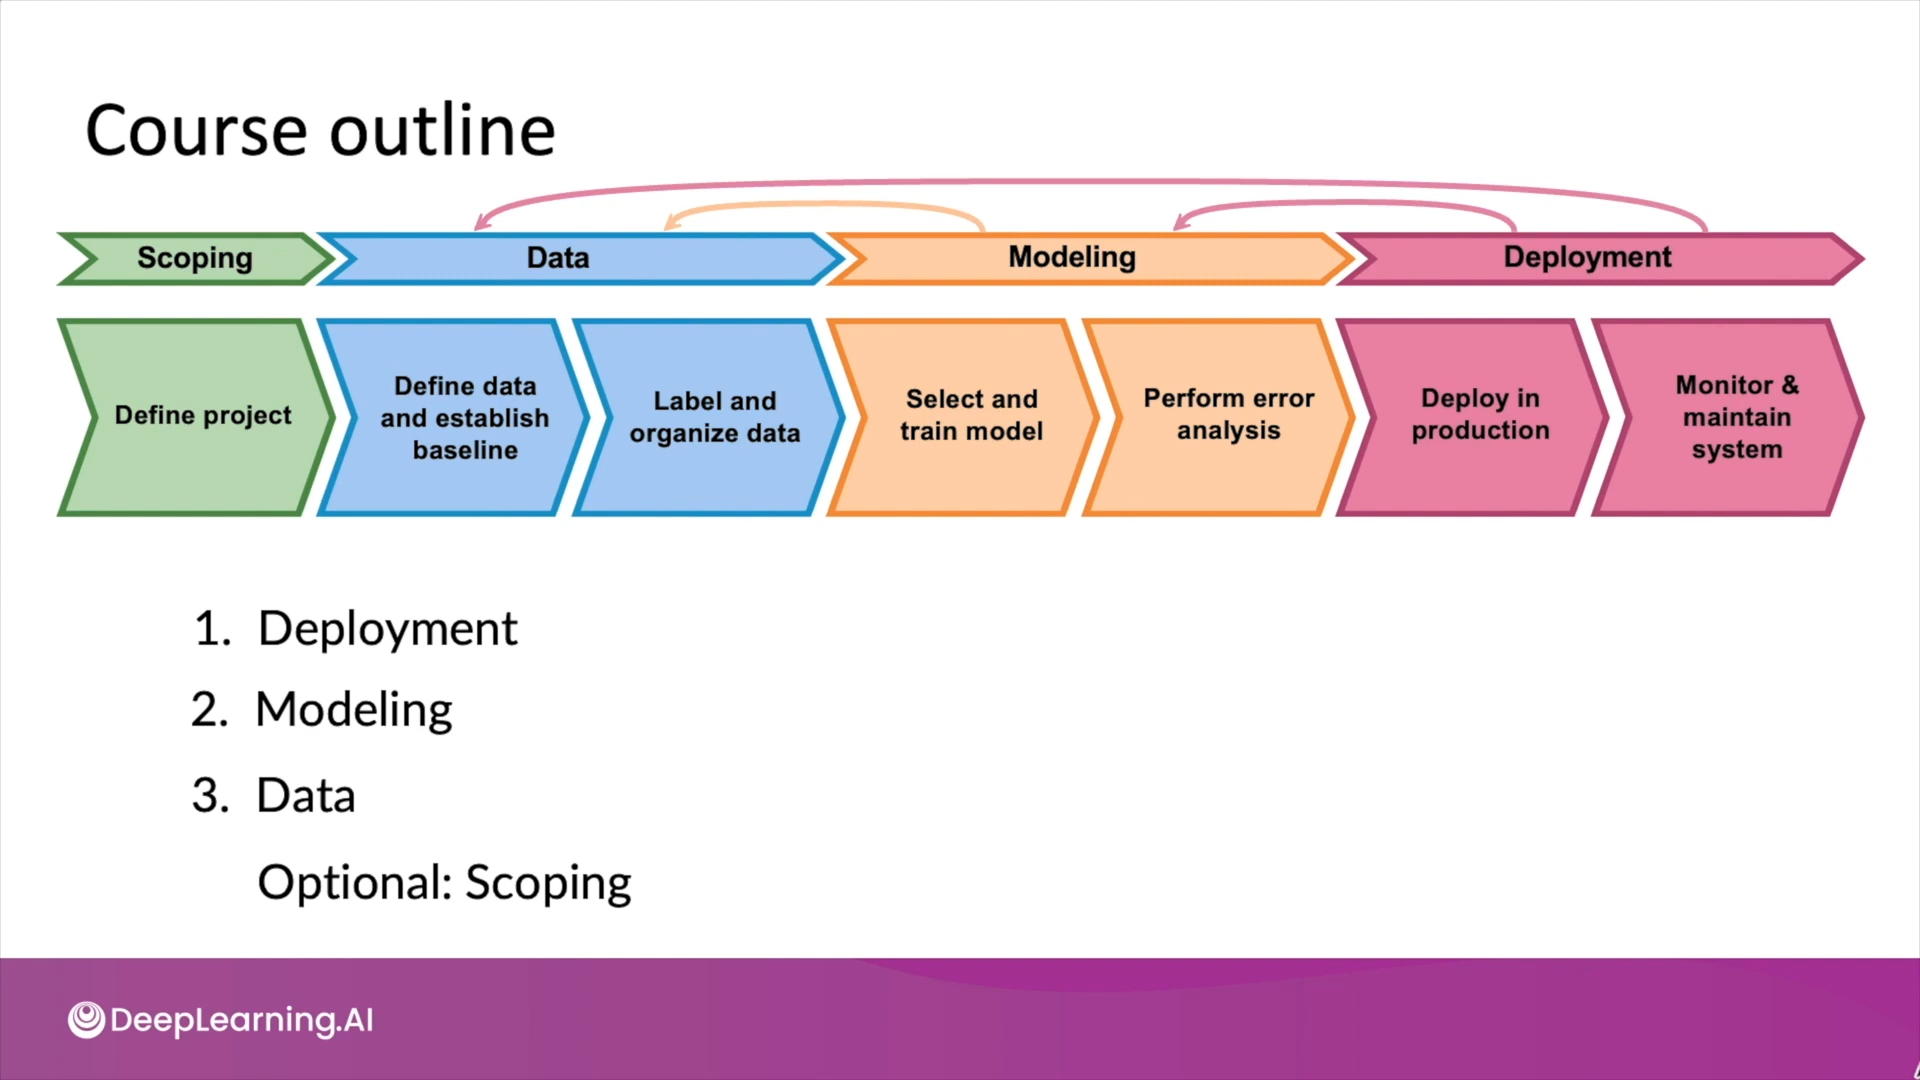 Course outline
Scoping
Data
Modeling
Deployment
Define project
Define data
and establish
baseline
Label and
organize data
Select and
train model
Perform error
analysis
Deploy in
production
Monitor &
maintain
system
1. Deployment
2. Modeling
3. Data
Optional: Scoping
DeepLearning.AI